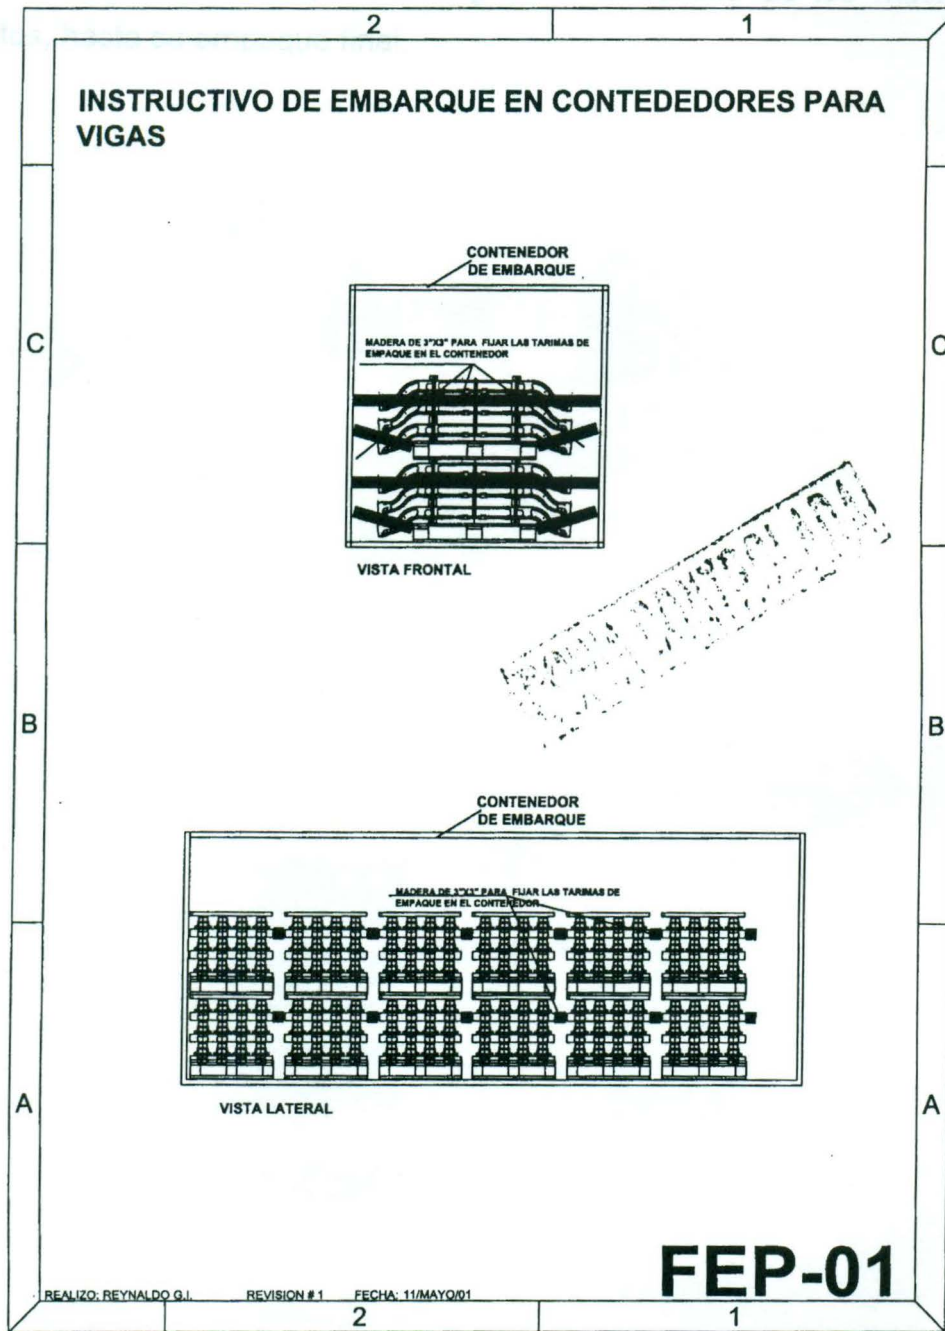 2 1
INSTRUCTIVO DE EMBARQUE EN CONTEDEDORES PARA
VIGAS
CONTENEDOR
DE EMBARQUE
C C
MADERA DE 3"X3" PARA FIJAR LAS TARIMAS DE
EMPAQUE EN EL CONTENEDOR
VISTA FRONTAL
B B
CONTENEDOR
DE EMBARQUE
MADERA DE 3"X3" PARA FIJAR LAS TARIMAS DE
EMPAQUE EN EL CONTENEDOR
A A
VISTA LATERAL
FEP-01
REALIZO: REYNALDO G.I. REVISION # 1 FECHA: 11/MAYO/01
2 1